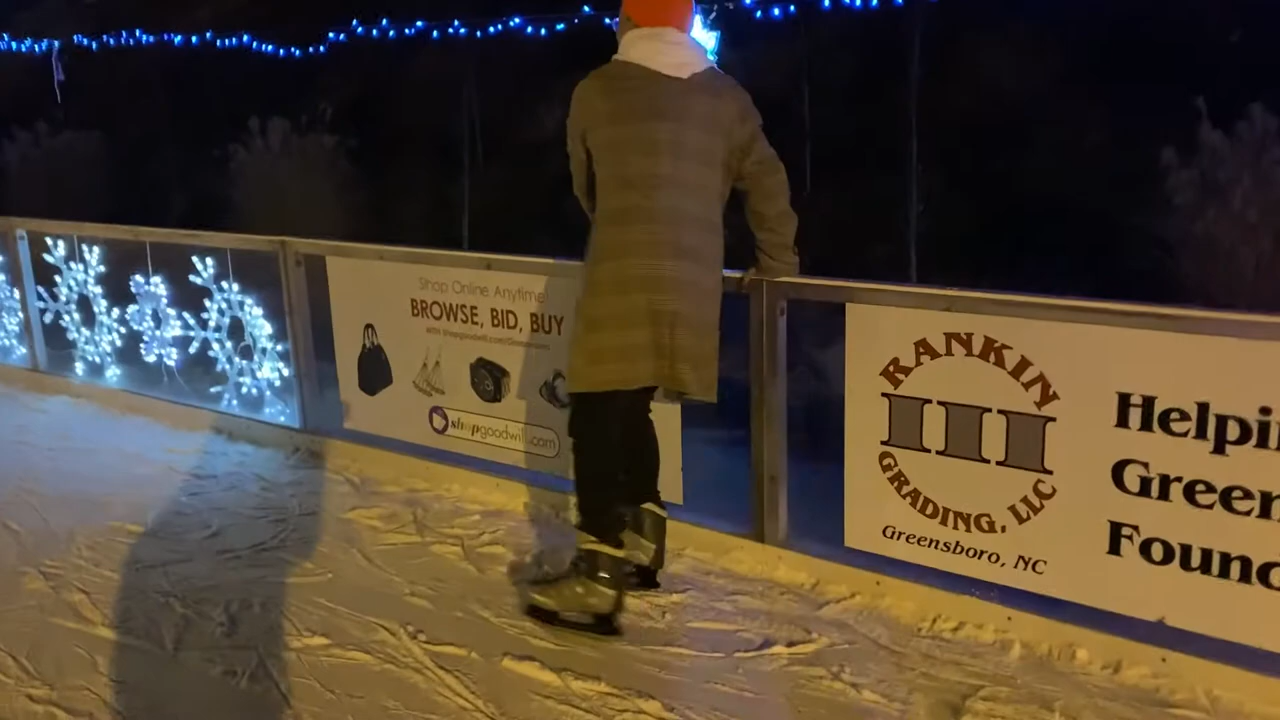 Shop Online Anytime
BROWSE, BID, BUY
shopgoodwill.com
RANKIN
III
GRADING, LLC
Greensboro, NC
Helpi
Green
Found